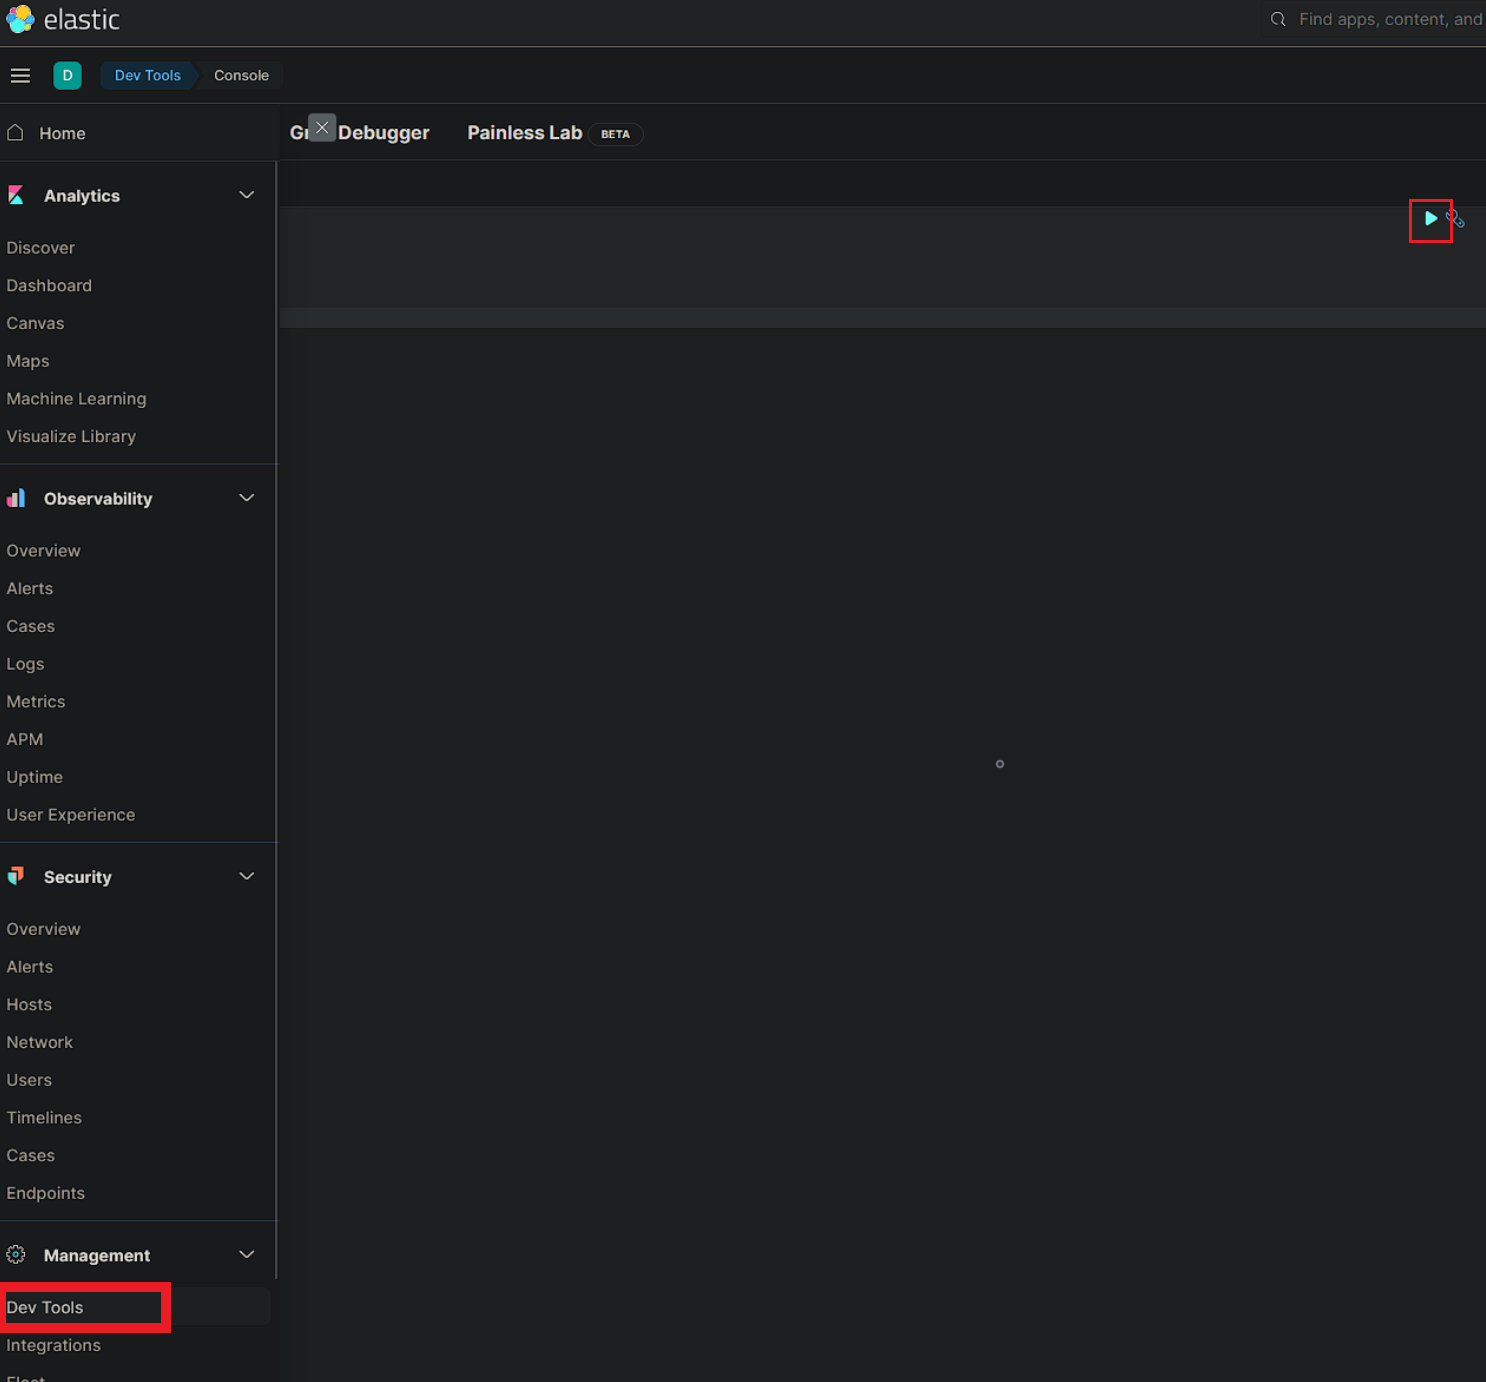 elastic
Find apps, content, and
D
Dev Tools
Console
Home
Debugger
Painless Lab
BETA
Analytics
Discover
Dashboard
Canvas
Maps
Machine Learning
Visualize Library
Observability
Overview
Alerts
Cases
Logs
Metrics
APM
Uptime
User Experience
Security
Overview
Alerts
Hosts
Network
Users
Timelines
Cases
Endpoints
Management
Dev Tools
Integrations